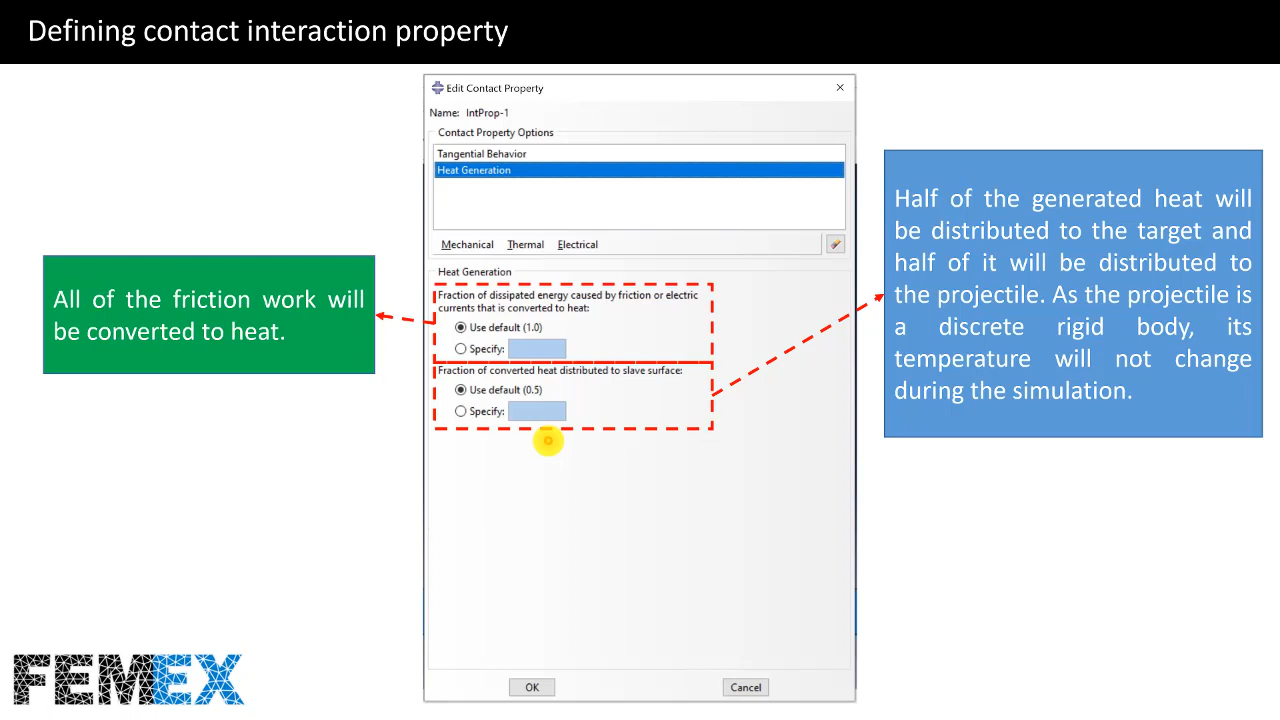 Defining contact interaction property
Edit Contact Property
Name: IntProp-1
Contact Property Options
Tangential Behavior
Heat Generation
Mechanical Thermal Electrical
Heat Generation
Fraction of dissipated energy caused by friction or electric
currents that is converted to heat:
Use default (1.0)
Specify:
Fraction of converted heat distributed to slave surface:
Use default (0.5)
Specify:
OK Cancel
All of the friction work will
be converted to heat.
Half of the generated heat will
be distributed to the target and
half of it will be distributed to
the projectile. As the projectile is
a discrete rigid body, its
temperature will not change
during the simulation.
FEMEX